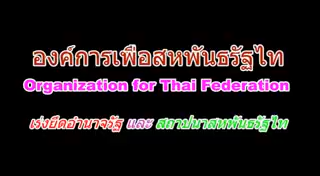 องค์การเพื่อสหพันธรัฐไท
Organization for Thai Federation
เร่งยึดอำนาจรัฐ และ สถาปนาสหพันธรัฐไท